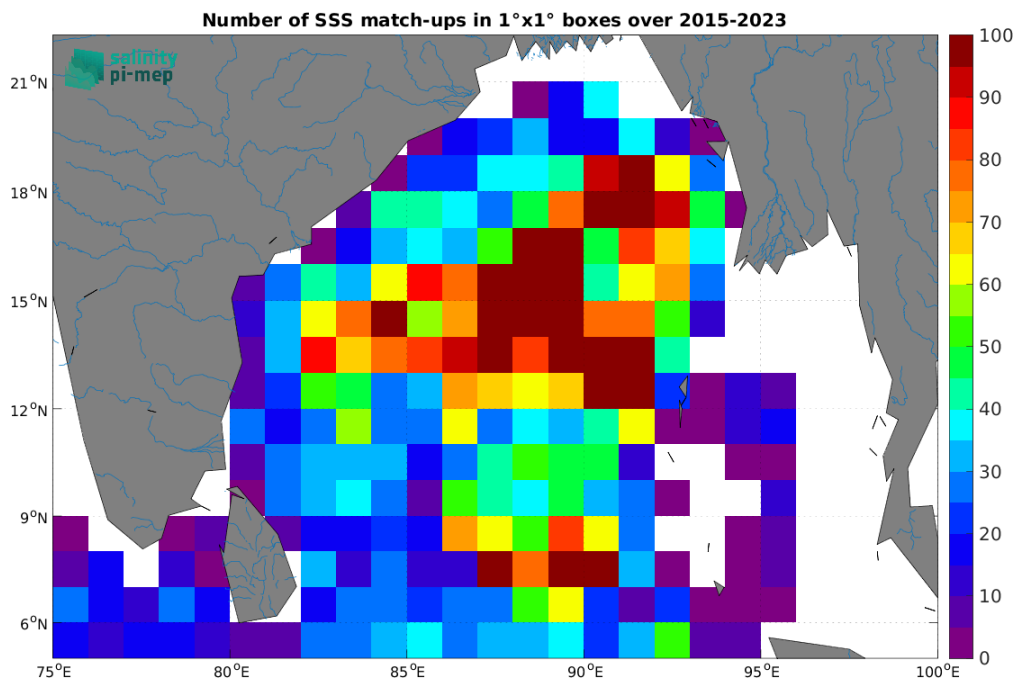 Number of SSS match-ups in 1°x1° boxes over 2015-2023
salinity
pi-mep
21°N
18°N
15°N
12°N
9°N
6°N
75°E 80°E 85°E 90°E 95°E 100°E
100
90
80
70
60
50
40
30
20
10
0